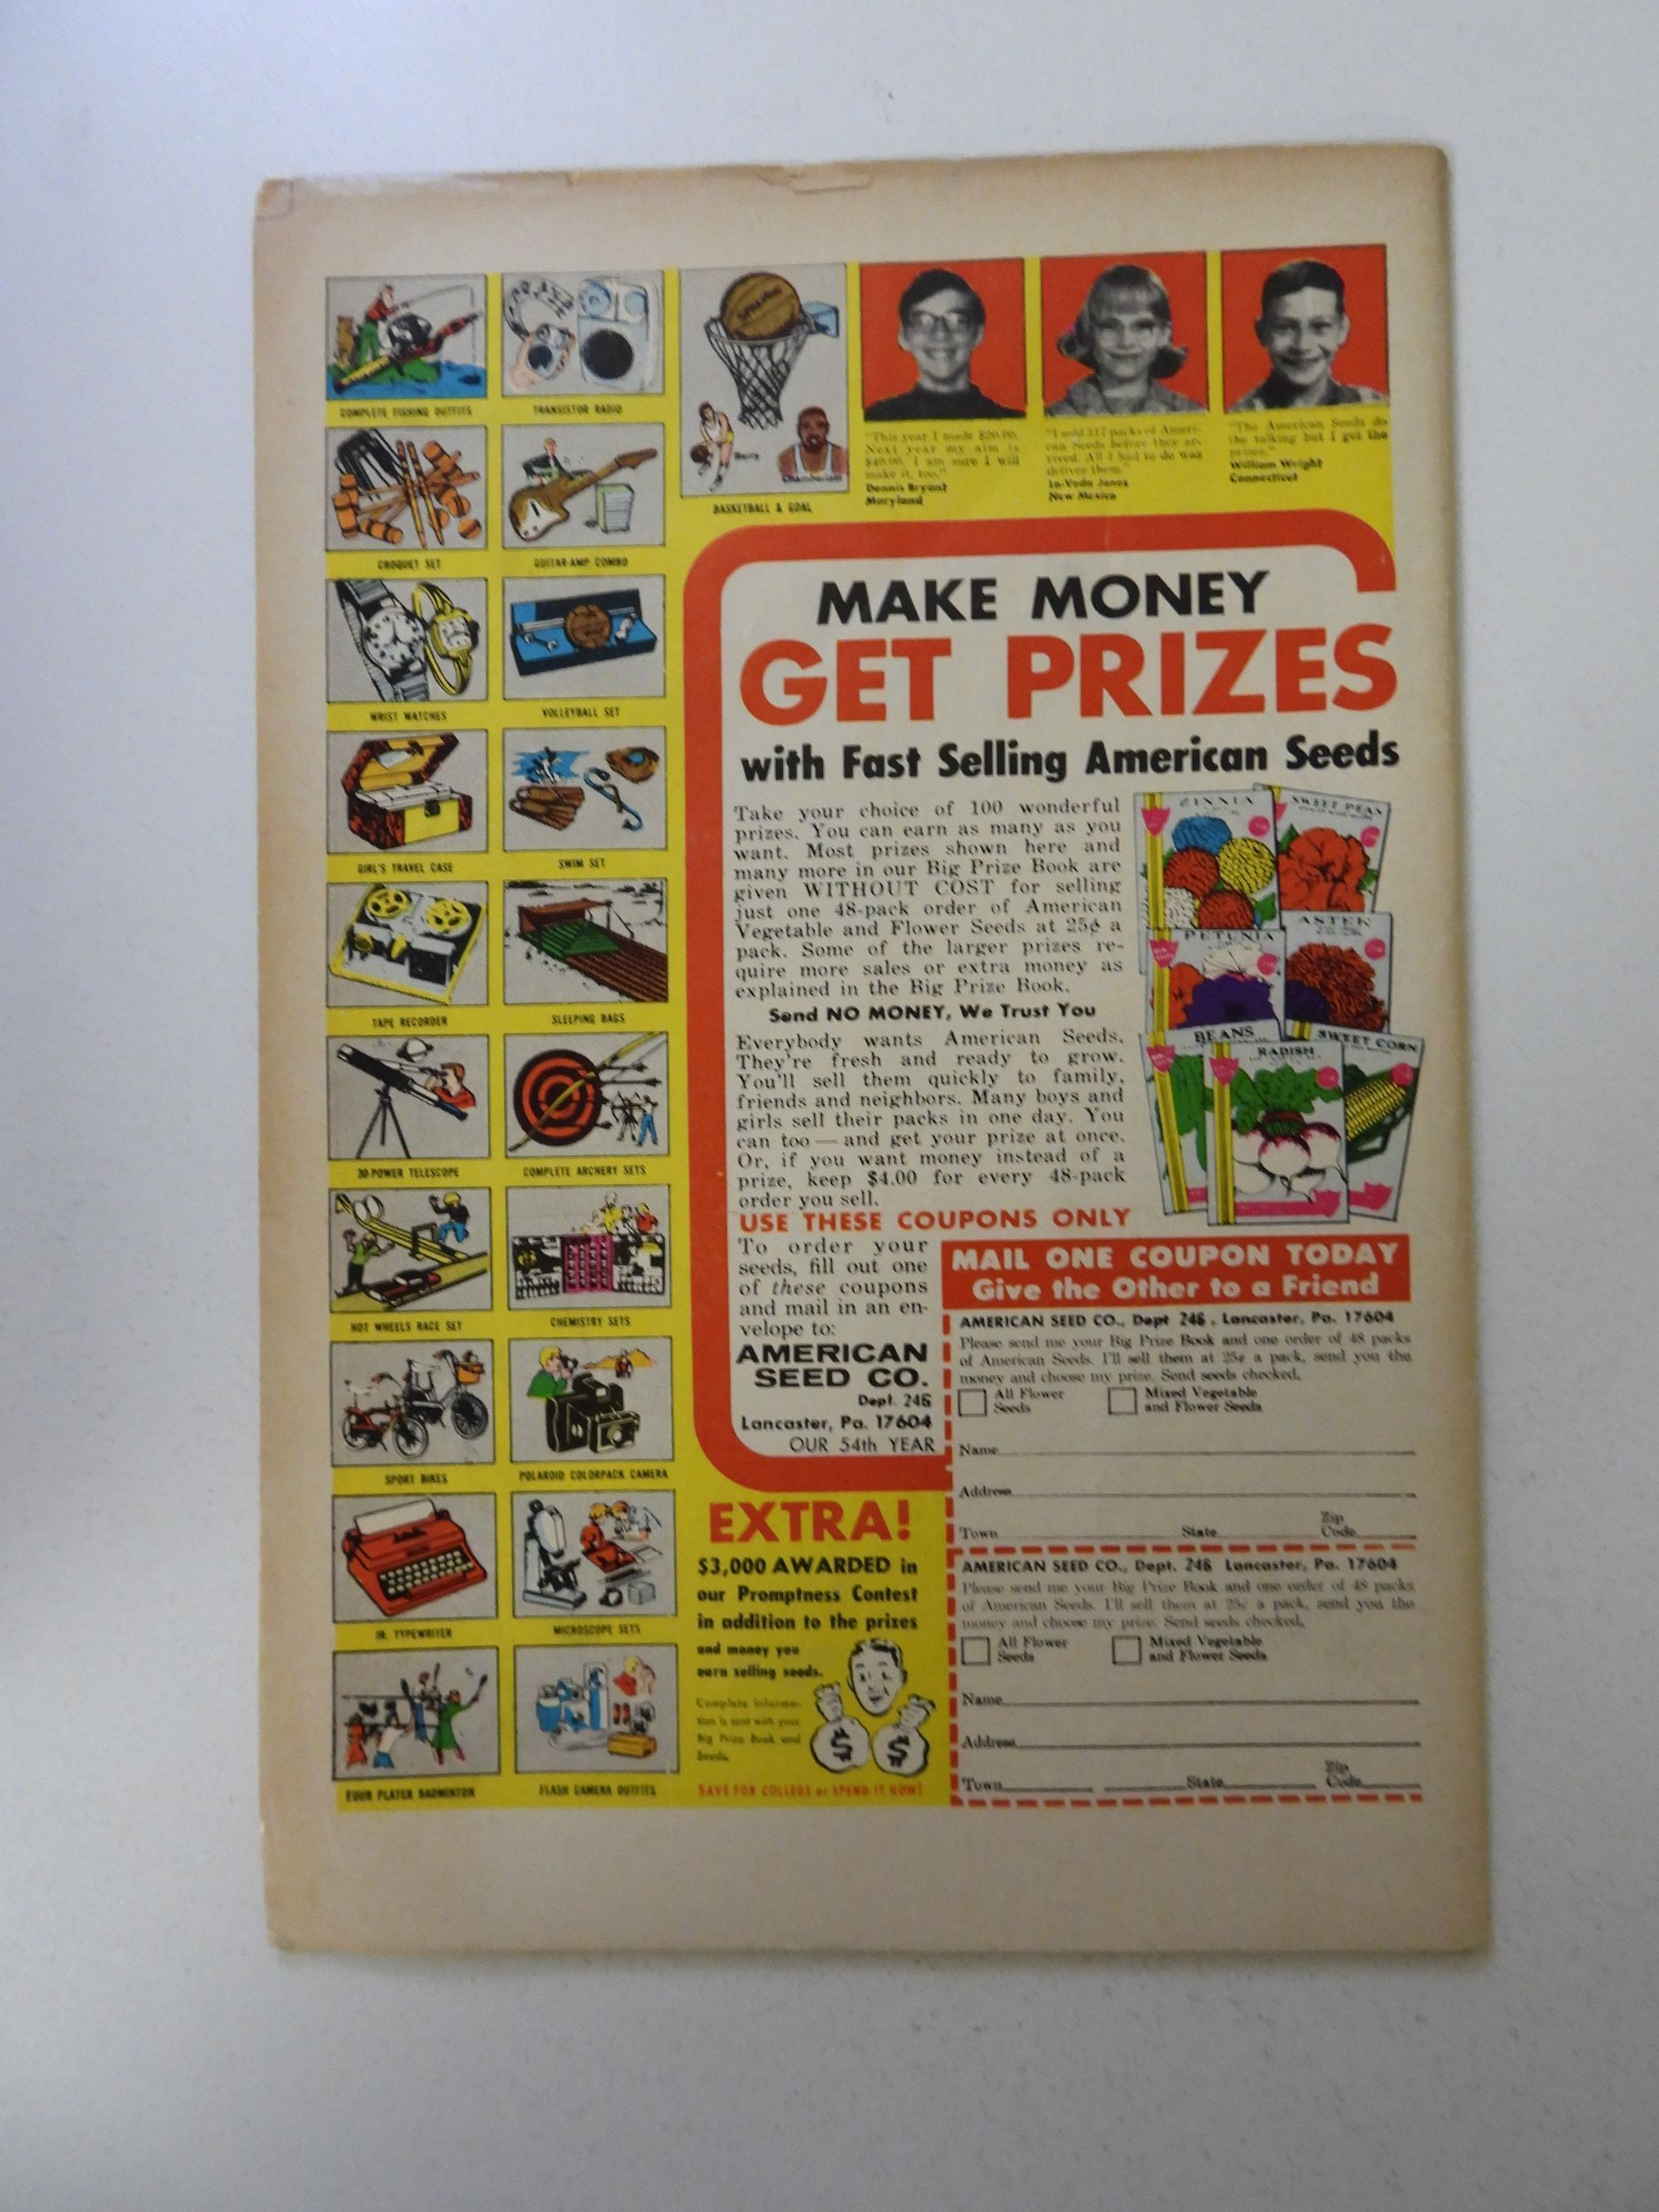 COMPLETE FISHING OUTFITS
TRANSISTOR RADIO
CROQUET SET
GUITAR-AMP COMBO
WRIST WATCHES
VOLLEYBALL SET
GIRL'S TRAVEL CASE
SWIM SET
TAPE RECORDER
SLEEPING BAGS
30-POWER TELESCOPE
COMPLETE ARCHERY SETS
HOT WHEELS RACE SET
CHEMISTRY SETS
SPORT BIKES
POLAROID COLORPACK CAMERA
JR. TYPEWRITER
MICROSCOPE SETS
FOUR PLAYER BADMINTON
FLASH CAMERA OUTFITS
Barry
Chamberlain
BASKETBALL & GOAL
"This year I made $20.00.
Next year my aim is
$40.00. I am sure I will
make it, too."
Dennis Bryant
Maryland
"I sold 317 packs of Ameri-
can Seeds before they ar-
rived. All I had to do was
deliver them."
La-Veda Jones
New Mexico
"The American Seeds do
the talking but I get the
prizes."
William Wright
Connecticut
MAKE MONEY
GET PRIZES
with Fast Selling American Seeds
Take your choice of 100 wonderful
prizes. You can earn as many as you
want. Most prizes shown here and
many more in our Big Prize Book are
given WITHOUT COST for selling
just one 48-pack order of American
Vegetable and Flower Seeds at 25¢ a
pack. Some of the larger prizes re-
quire more sales or extra money as
explained in the Big Prize Book.
Send NO MONEY, We Trust You
Everybody wants American Seeds.
They're fresh and ready to grow.
You'll sell them quickly to family,
friends and neighbors. Many boys and
girls sell their packs in one day. You
can too — and get your prize at once.
Or, if you want money instead of a
prize, keep $4.00 for every 48-pack
order you sell.
ZINNIA
SWEET PEAS
PETUNIA
ASTER
BEANS
RADISH
SWEET CORN
USE THESE COUPONS ONLY
To order your
seeds, fill out one
of these coupons
and mail in an en-
velope to:
AMERICAN
SEED CO.
Dept. 246
Lancaster, Pa. 17604
OUR 54th YEAR
MAIL ONE COUPON TODAY
Give the Other to a Friend
AMERICAN SEED CO., Dept 246, Lancaster, Pa. 17604
Please send me your Big Prize Book and one order of 48 packs
of American Seeds. I'll sell them at 25¢ a pack, send you the
money and choose my prize. Send seeds checked.
All Flower Seeds
Mixed Vegetable and Flower Seeds
Name
Address
Town State Zip Code
AMERICAN SEED CO., Dept. 246 Lancaster, Pa. 17604
Please send me your Big Prize Book and one order of 48 packs
of American Seeds. I'll sell them at 25¢ a pack, send you the
money and choose my prize. Send seeds checked.
All Flower Seeds
Mixed Vegetable and Flower Seeds
Name
Address
Town State Zip Code
EXTRA!
$3,000 AWARDED in
our Promptness Contest
in addition to the prizes
and money you
earn selling seeds.
Complete informa-
tion is sent with your
Big Prize Book and
Seeds.
$ $
SAVE FOR COLLEGE or SPEND IT NOW!